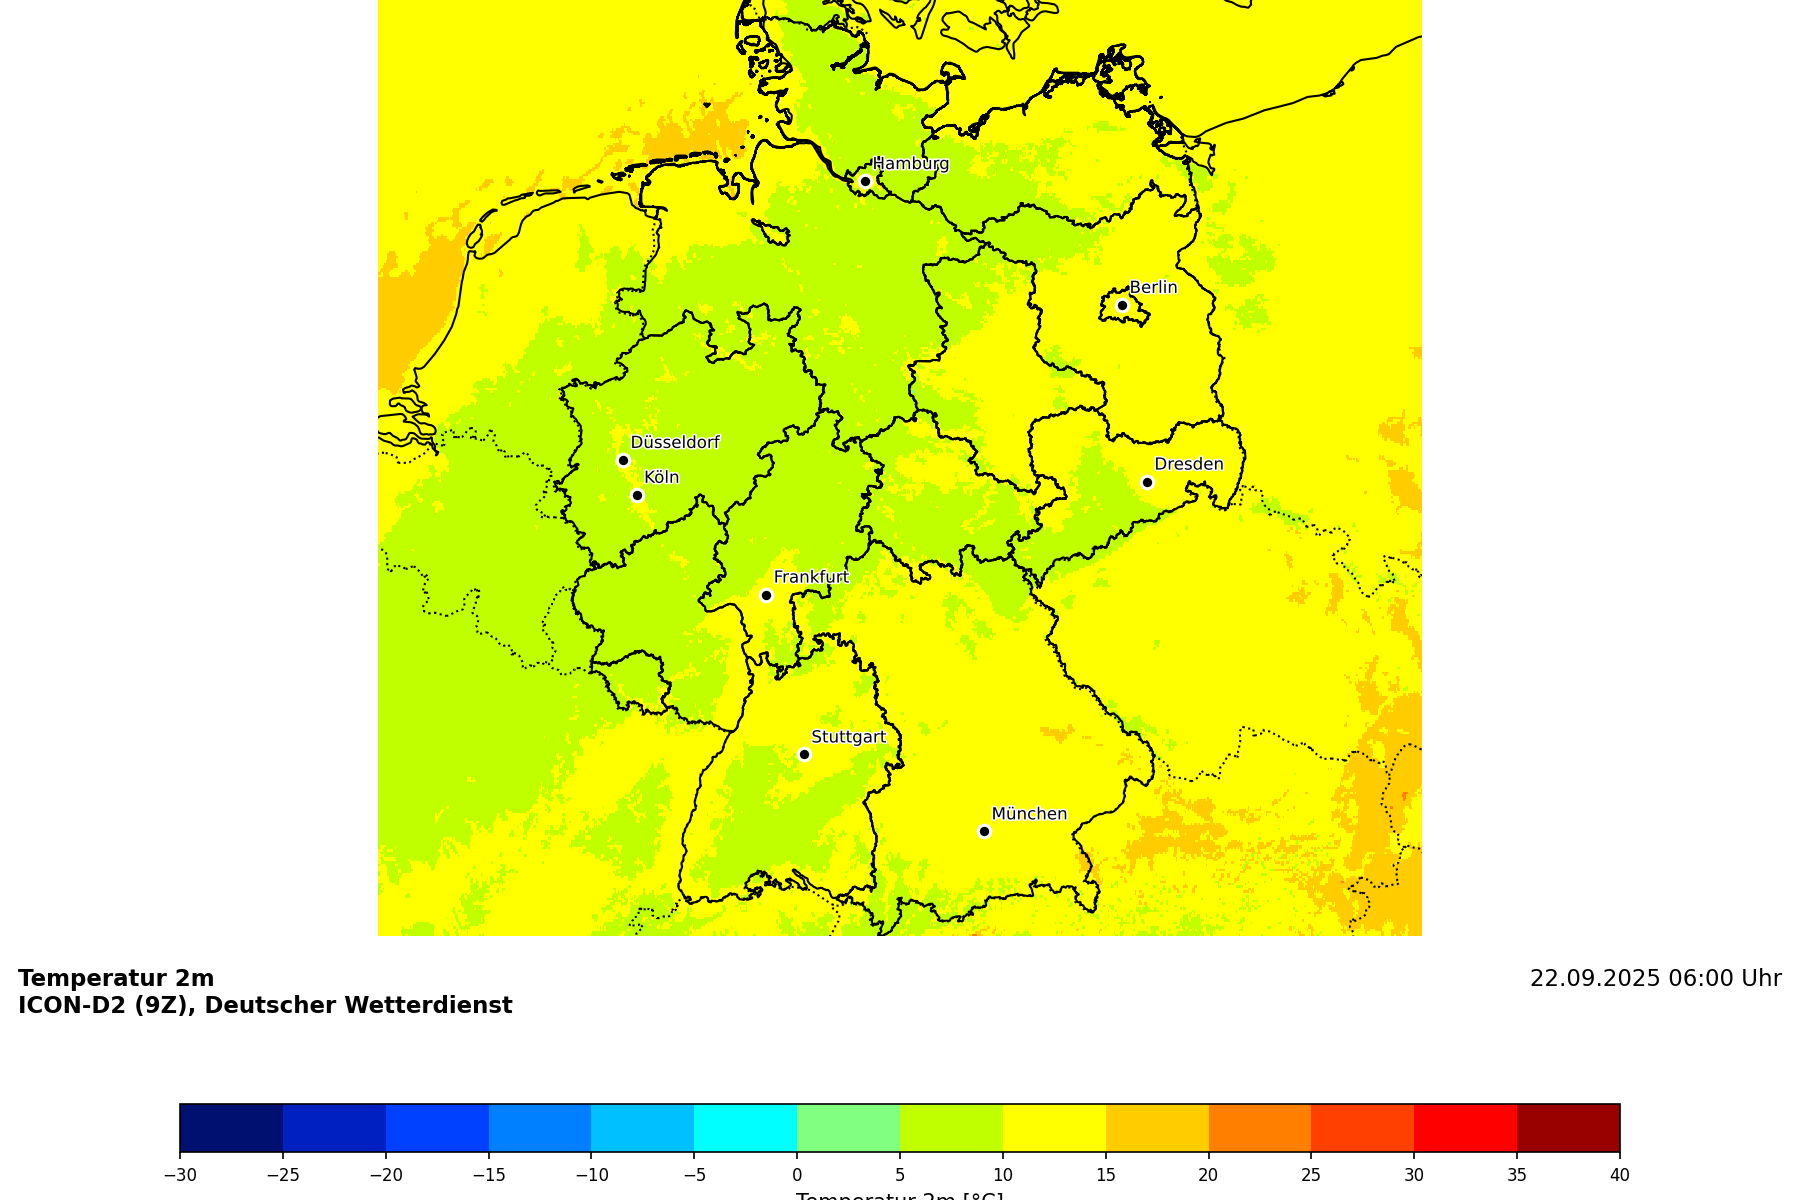 Hamburg
Berlin
Düsseldorf
Köln
Dresden
Frankfurt
Stuttgart
München
Temperatur 2m
ICON-D2 (9Z), Deutscher Wetterdienst
22.09.2025 06:00 Uhr
−30 −25 −20 −15 −10 −5 0 5 10 15 20 25 30 35 40
Temperatur 2m [°C]